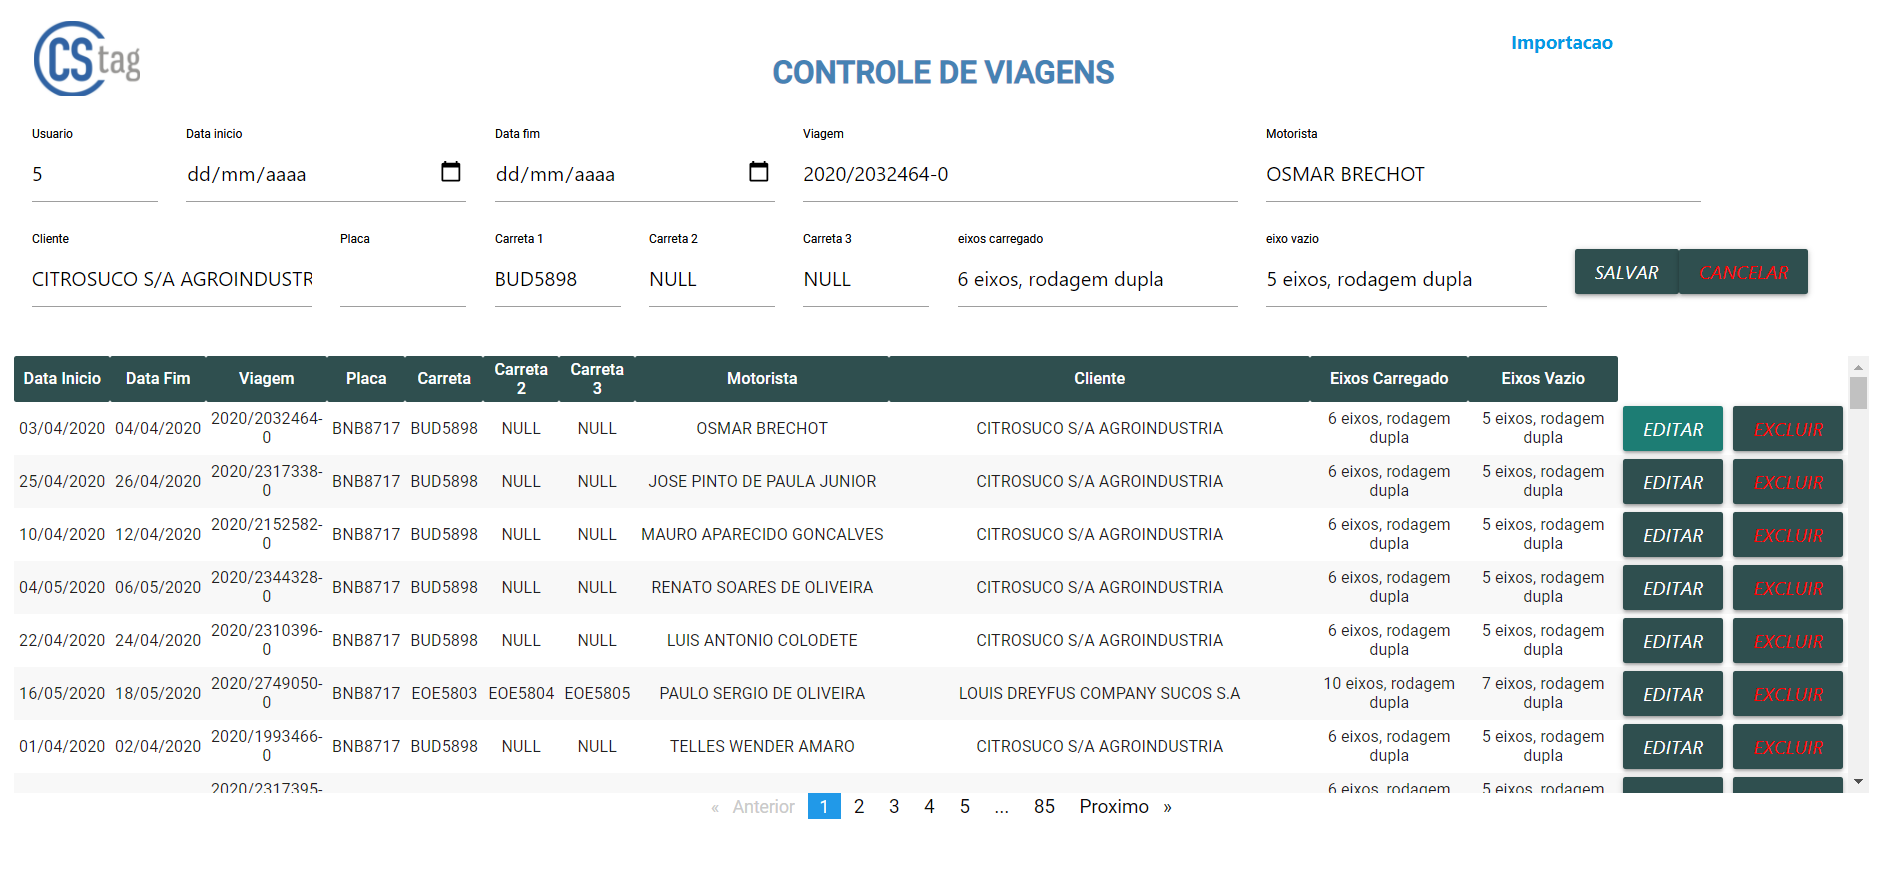 CStag
Importacao
CONTROLE DE VIAGENS
Usuario Data inicio Data fim Viagem Motorista
5 dd/mm/aaaa dd/mm/aaaa 2020/2032464-0 OSMAR BRECHOT
Cliente Placa Carreta 1 Carreta 2 Carreta 3 eixos carregado eixo vazio
CITROSUCO S/A AGROINDUSTR BUD5898 NULL NULL 6 eixos, rodagem dupla 5 eixos, rodagem dupla SALVAR CANCELAR
Data Inicio Data Fim Viagem Placa Carreta Carreta 2 Carreta 3 Motorista Cliente Eixos Carregado Eixos Vazio
03/04/2020 04/04/2020 2020/2032464-0 BNB8717 BUD5898 NULL NULL OSMAR BRECHOT CITROSUCO S/A AGROINDUSTRIA 6 eixos, rodagem dupla 5 eixos, rodagem dupla EDITAR EXCLUIR
25/04/2020 26/04/2020 2020/2317338-0 BNB8717 BUD5898 NULL NULL JOSE PINTO DE PAULA JUNIOR CITROSUCO S/A AGROINDUSTRIA 6 eixos, rodagem dupla 5 eixos, rodagem dupla EDITAR EXCLUIR
10/04/2020 12/04/2020 2020/2152582-0 BNB8717 BUD5898 NULL NULL MAURO APARECIDO GONCALVES CITROSUCO S/A AGROINDUSTRIA 6 eixos, rodagem dupla 5 eixos, rodagem dupla EDITAR EXCLUIR
04/05/2020 06/05/2020 2020/2344328-0 BNB8717 BUD5898 NULL NULL RENATO SOARES DE OLIVEIRA CITROSUCO S/A AGROINDUSTRIA 6 eixos, rodagem dupla 5 eixos, rodagem dupla EDITAR EXCLUIR
22/04/2020 24/04/2020 2020/2310396-0 BNB8717 BUD5898 NULL NULL LUIS ANTONIO COLODETE CITROSUCO S/A AGROINDUSTRIA 6 eixos, rodagem dupla 5 eixos, rodagem dupla EDITAR EXCLUIR
16/05/2020 18/05/2020 2020/2749050-0 BNB8717 EOE5803 EOE5804 EOE5805 PAULO SERGIO DE OLIVEIRA LOUIS DREYFUS COMPANY SUCOS S.A 10 eixos, rodagem dupla 7 eixos, rodagem dupla EDITAR EXCLUIR
01/04/2020 02/04/2020 2020/1993466-0 BNB8717 BUD5898 NULL NULL TELLES WENDER AMARO CITROSUCO S/A AGROINDUSTRIA 6 eixos, rodagem dupla 5 eixos, rodagem dupla EDITAR EXCLUIR
2020/2317395- 6 eixos, rodagem 5 eixos, rodagem
« Anterior 1 2 3 4 5 ... 85 Proximo »